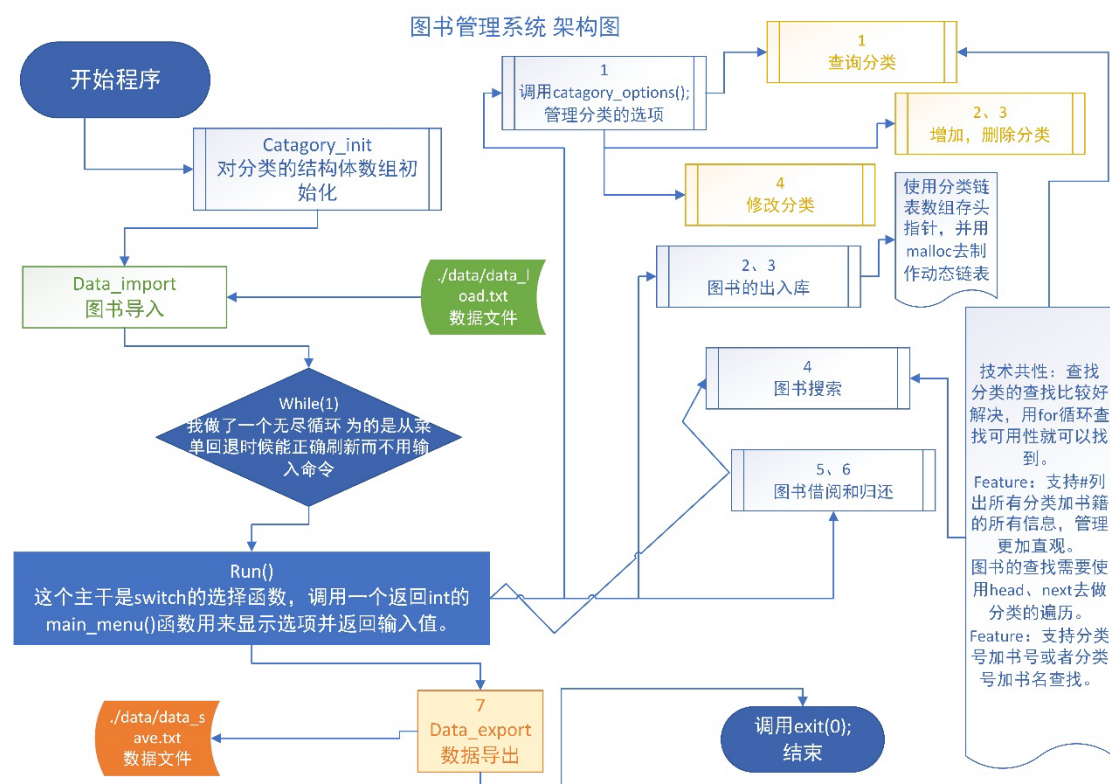 图书管理系统 架构图
开始程序
Catagory_init
对分类的结构体数组初
始化
Data_import
图书导入
./data/data_l
oad.txt
数据文件
While(1)
我做了一个无尽循环 为的是从菜
单回退时候能正确刷新而不用输
入命令
Run()
这个主干是switch的选择函数，调用一个返回int的
main_menu()函数用来显示选项并返回输入值。
./data/data_s
ave.txt
数据文件
7
Data_export
数据导出
调用exit(0);
结束
1
调用catagory_options();
管理分类的选项
1
查询分类
2、3
增加，删除分类
4
修改分类
2、3
图书的出入库
使用分类链
表数组存头
指针，并用
malloc去制
作动态链表
4
图书搜索
5、6
图书借阅和归还
技术共性：查找
分类的查找比较好
解决，用for循环查
找可用性就可以找
到。
Feature：支持#列
出所有分类加书籍
的所有信息，管理
更加直观。
图书的查找需要使
用head、next去做
分类的遍历。
Feature：支持分类
号加书号或者分类
号加书名查找。